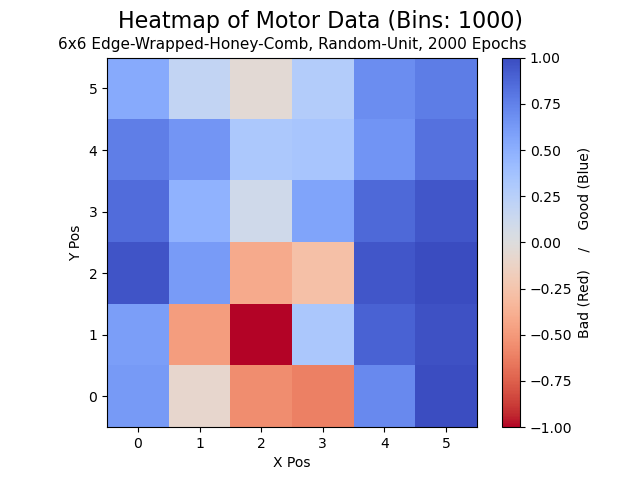 Heatmap of Motor Data (Bins: 1000)
6x6 Edge-Wrapped-Honey-Comb, Random-Unit, 2000 Epochs
Y Pos
5
4
3
2
1
0
0 1 2 3 4 5
X Pos
1.00
0.75
0.50
0.25
0.00
−0.25
−0.50
−0.75
−1.00
Bad (Red) / Good (Blue)